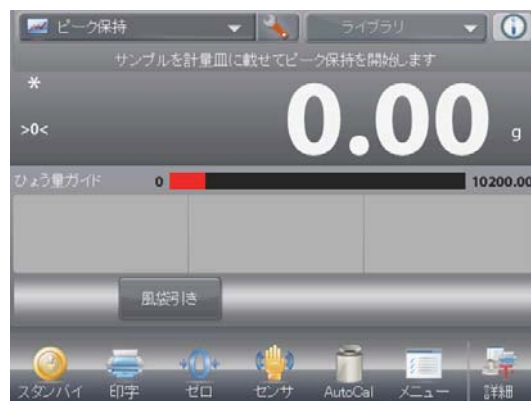 ピーク保持 ライブラリ
サンプルを計量皿に載せてピーク保持を開始します
*
>0<
0.00 g
ひょう量ガイド 0 10200.00
風袋引き
スタンバイ 印字 ゼロ センサ AutoCal メニュー 詳細